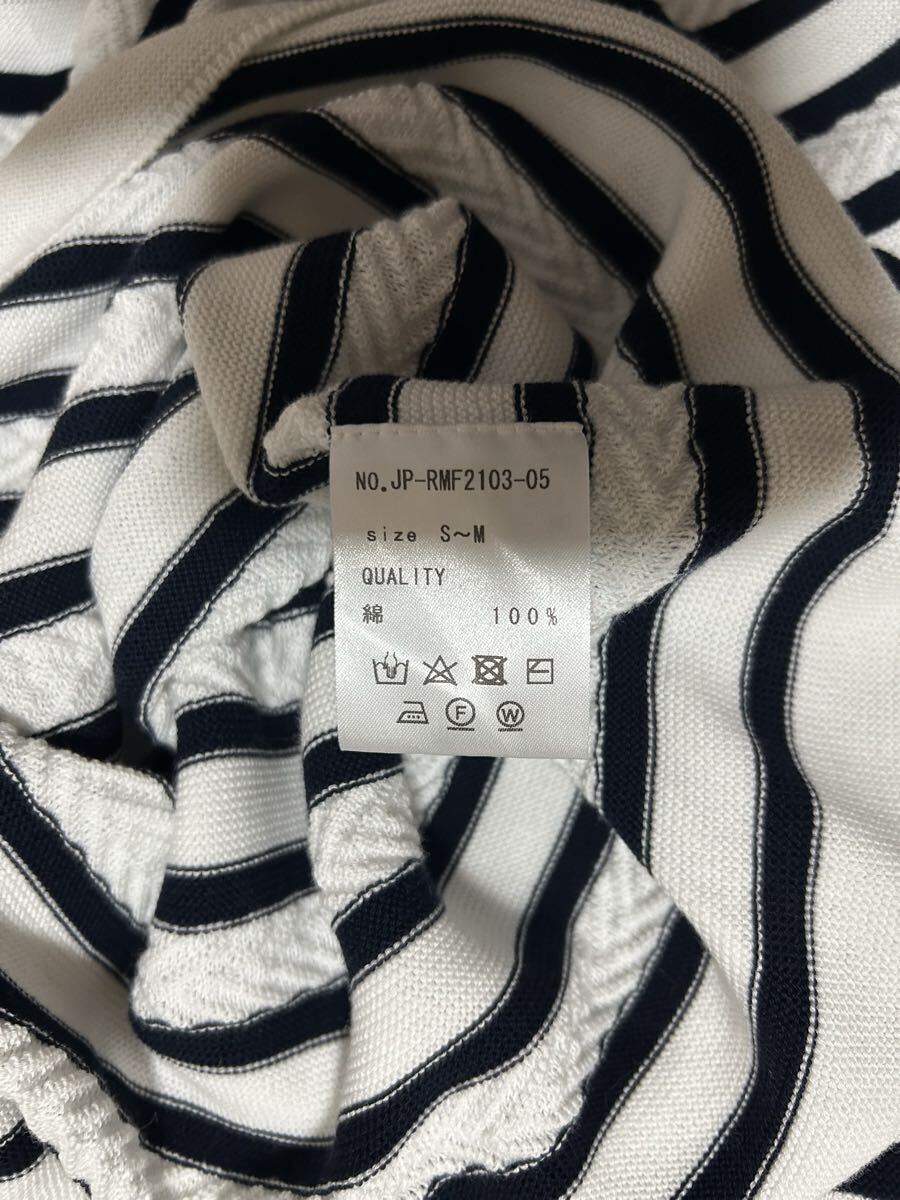 NO.JP-RMF2103-05
size S~M
QUALITY
綿 100%
F W